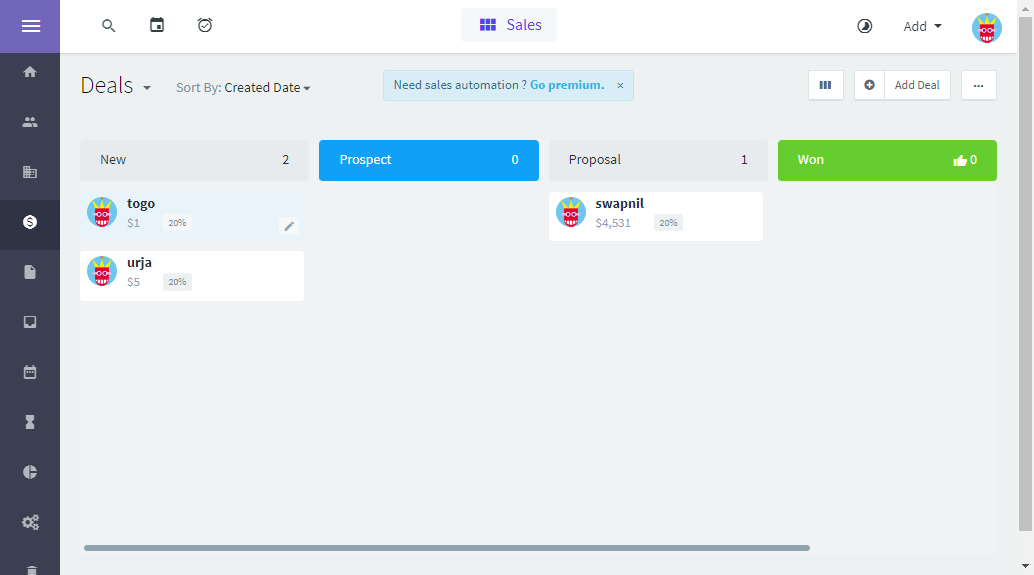 Sales
Add
Deals
Sort By: Created Date
Need sales automation ? Go premium. ×
Add Deal
...
New 2
Prospect 0
Proposal 1
Won 0
togo
$1 20%
urja
$5 20%
swapnil
$4,531 20%